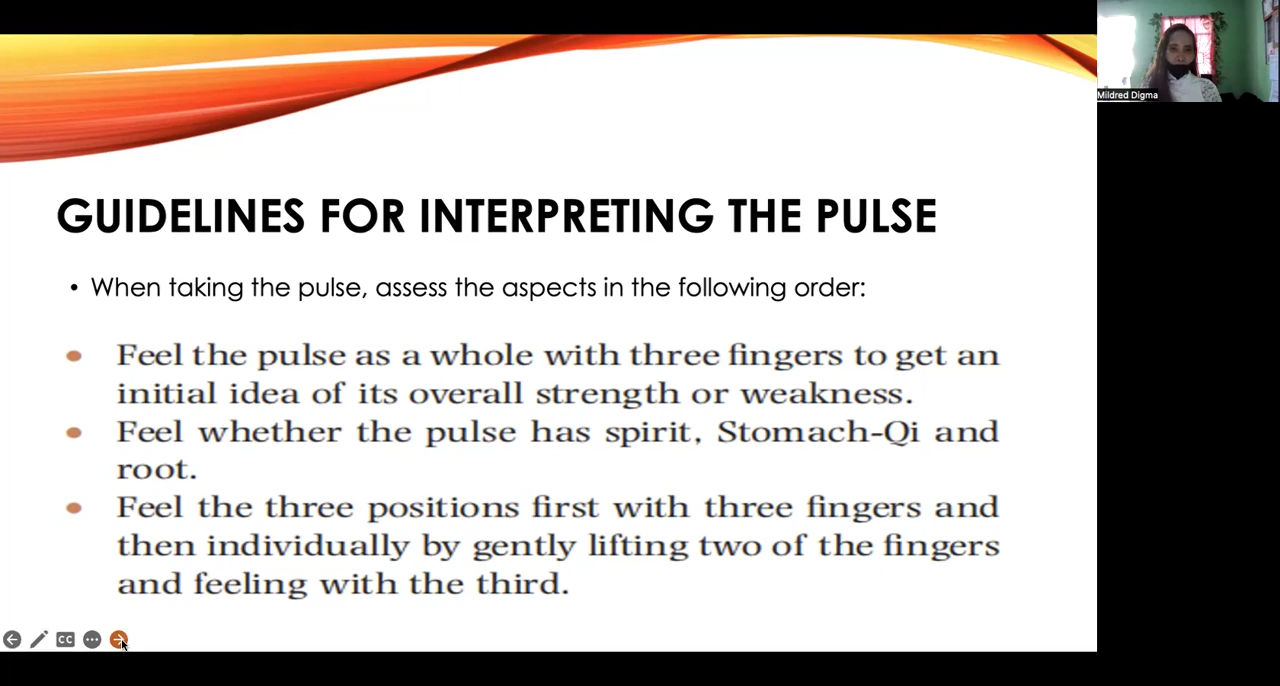 Mildred Digma
GUIDELINES FOR INTERPRETING THE PULSE
• When taking the pulse, assess the aspects in the following order:
• Feel the pulse as a whole with three fingers to get an
initial idea of its overall strength or weakness.
• Feel whether the pulse has spirit, Stomach-Qi and
root.
• Feel the three positions first with three fingers and
then individually by gently lifting two of the fingers
and feeling with the third.
CC